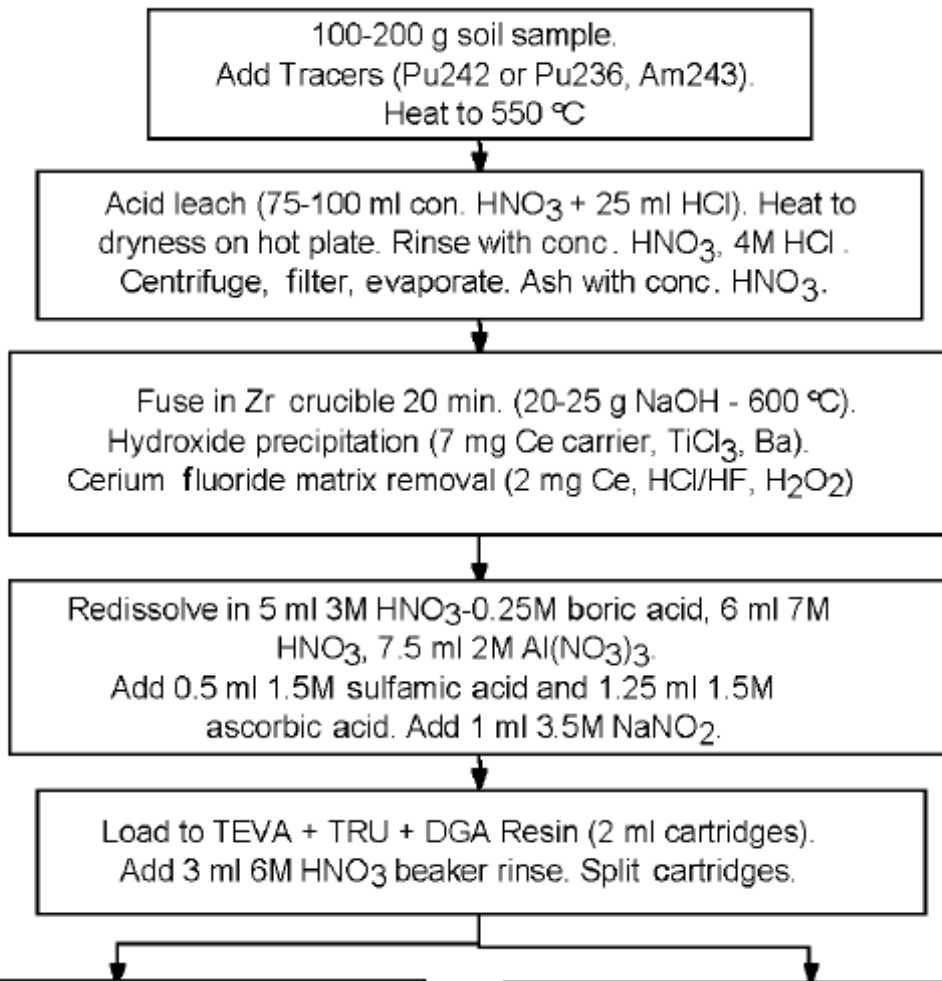 100-200 g soil sample.
Add Tracers (Pu242 or Pu236, Am243).
Heat to 550 ºC
Acid leach (75-100 ml con. HNO3 + 25 ml HCl). Heat to
dryness on hot plate. Rinse with conc. HNO3, 4M HCl .
Centrifuge, filter, evaporate. Ash with conc. HNO3.
Fuse in Zr crucible 20 min. (20-25 g NaOH - 600 ºC).
Hydroxide precipitation (7 mg Ce carrier, TiCl3, Ba).
Cerium fluoride matrix removal (2 mg Ce, HCl/HF, H2O2)
Redissolve in 5 ml 3M HNO3-0.25M boric acid, 6 ml 7M
HNO3, 7.5 ml 2M Al(NO3)3.
Add 0.5 ml 1.5M sulfamic acid and 1.25 ml 1.5M
ascorbic acid. Add 1 ml 3.5M NaNO2.
Load to TEVA + TRU + DGA Resin (2 ml cartridges).
Add 3 ml 6M HNO3 beaker rinse. Split cartridges.